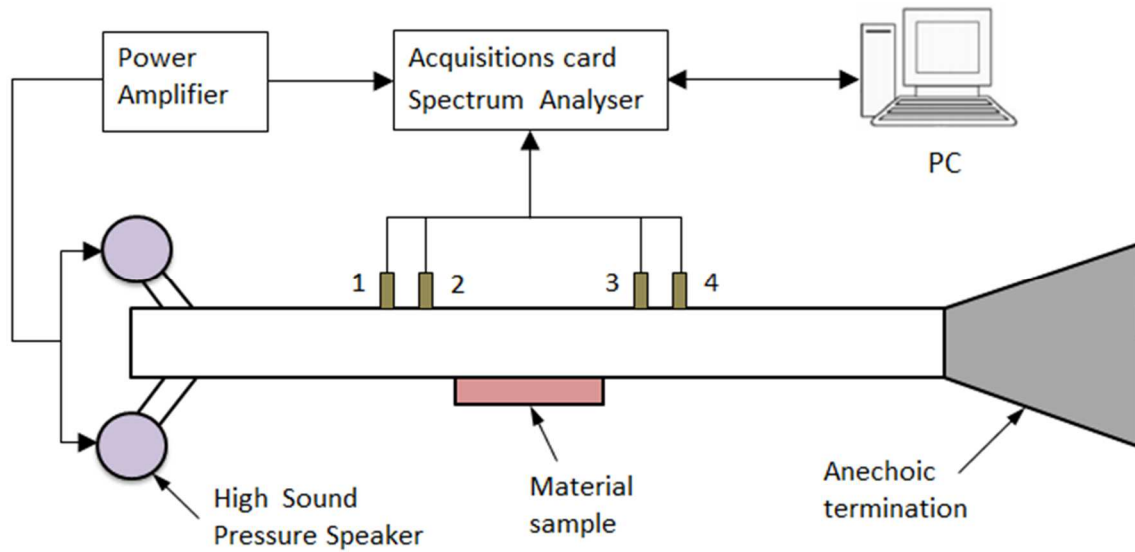 Power
Amplifier
Acquisitions card
Spectrum Analyser
PC
1
2
3
4
High Sound
Pressure Speaker
Material
sample
Anechoic
termination